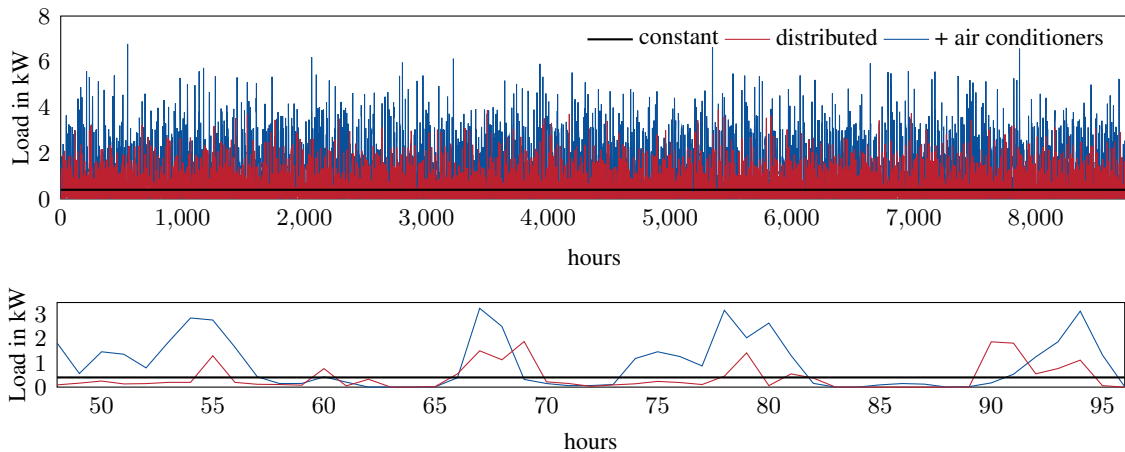 8
constant distributed + air conditioners
6
4
2
0
Load in kW
0 1,000 2,000 3,000 4,000 5,000 6,000 7,000 8,000
hours
3
2
1
0
Load in kW
50 55 60 65 70 75 80 85 90 95
hours